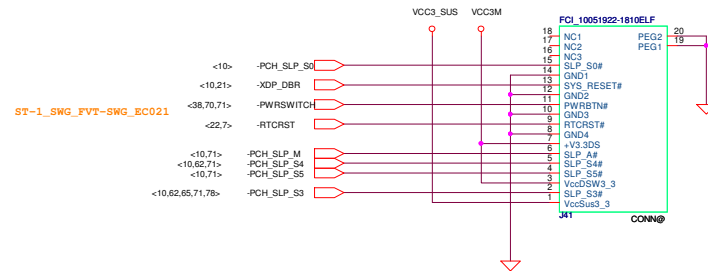 VCC3_SUS VCC3M
FCI_10051922-1810ELF
18 NC1 PEG2 20
17 NC2 PEG1 19
16 NC3
<10> -PCH_SLP_S0 15 SLP_S0#
14 GND1
<10,21> -XDP_DBR 13 SYS_RESET#
12 GND2
<38,70,71> -PWRSWITCH 11 PWRBTN#
10 GND3
ST-1_SWG_FVT-SWG_EC021
<22,7> -RTCRST 9 RTCRST#
8 GND4
7 +V3.3DS
<10,71> -PCH_SLP_M 6 SLP_A#
<10,62,71> -PCH_SLP_S4 5 SLP_S4#
<10,71> -PCH_SLP_S5 4 SLP_S5#
3 VccDSW3_3
<10,62,65,71,78> -PCH_SLP_S3 2 SLP_S3#
1 VccSus3_3
J41 CONN@